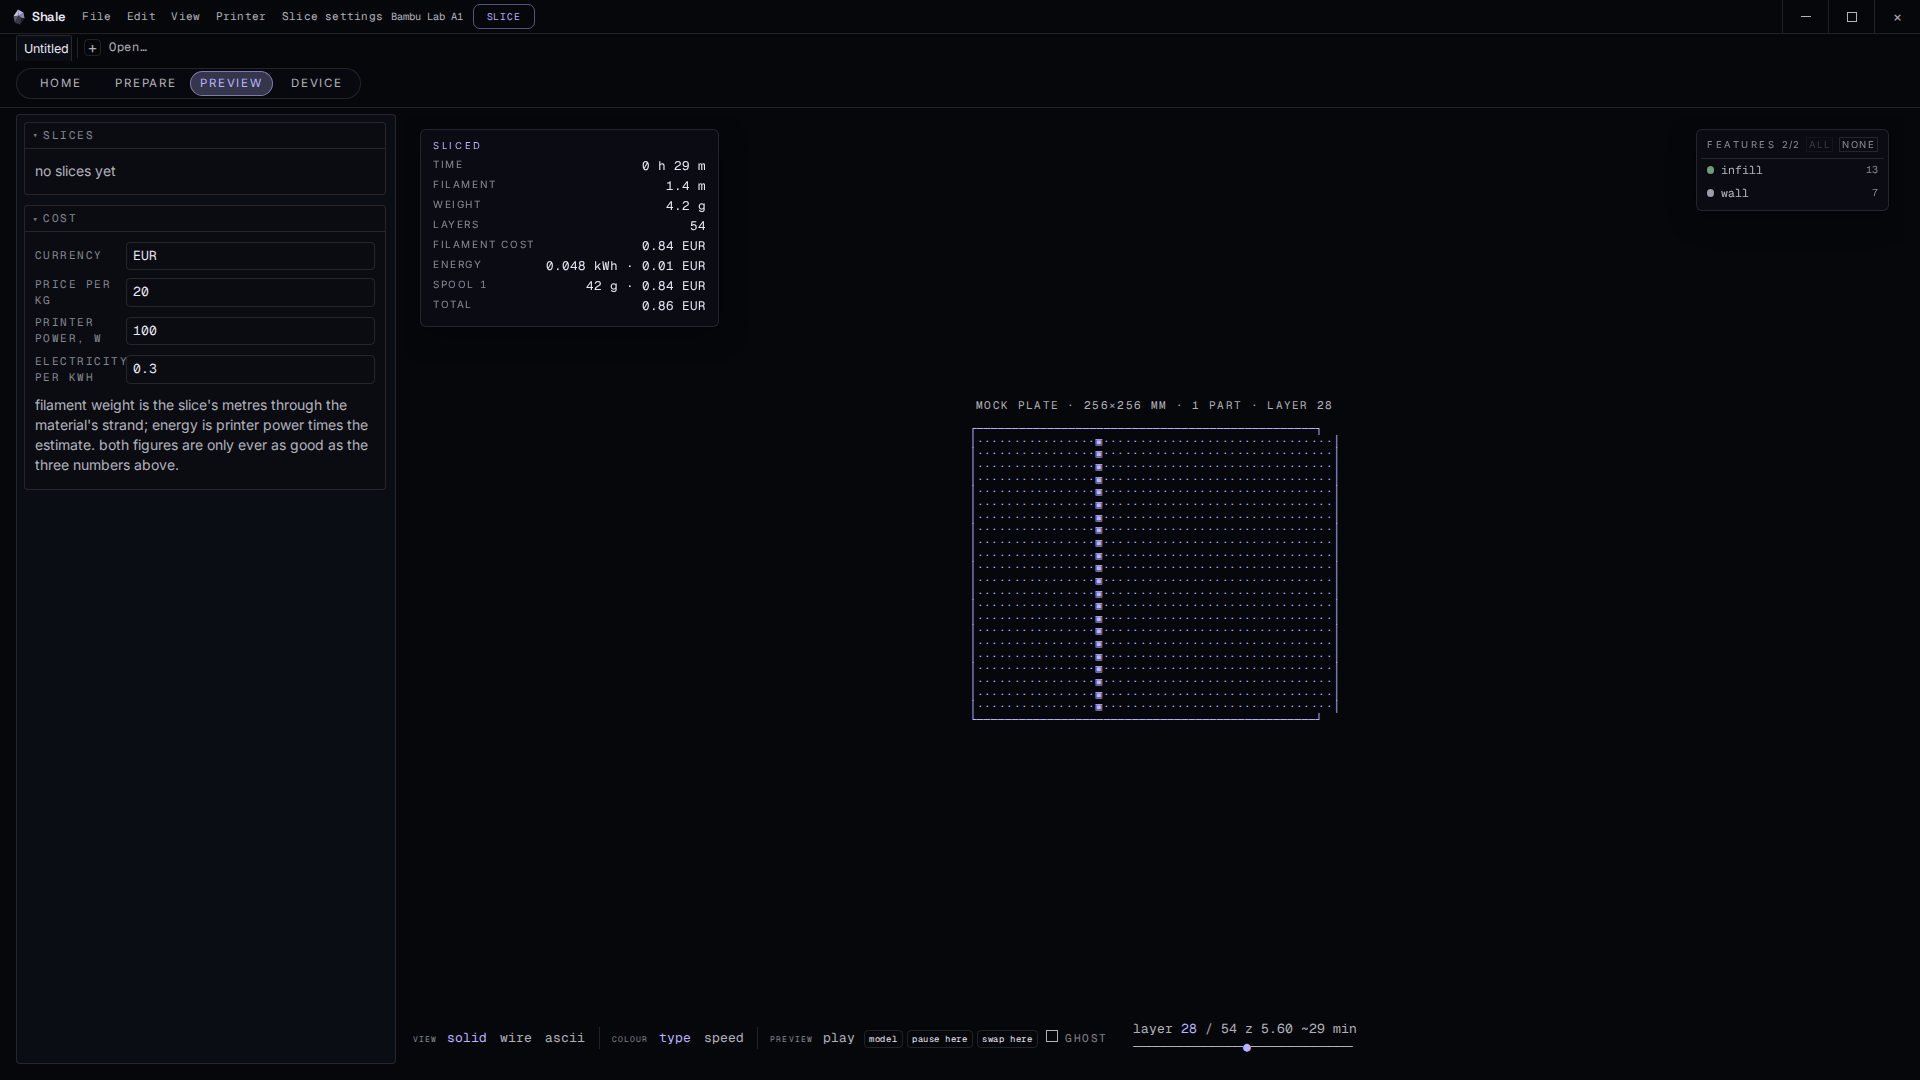 Shale File Edit View Printer Slice settings Bambu Lab A1 SLICE
Untitled + Open…
HOME PREPARE PREVIEW DEVICE
SLICES
no slices yet
COST
CURRENCY EUR
PRICE PER KG 20
PRINTER POWER, W 100
ELECTRICITY PER KWH 0.3
filament weight is the slice's metres through the
material's strand; energy is printer power times the
estimate. both figures are only ever as good as the
three numbers above.
SLICED
TIME 0 h 29 m
FILAMENT 1.4 m
WEIGHT 4.2 g
LAYERS 54
FILAMENT COST 0.84 EUR
ENERGY 0.048 kWh · 0.01 EUR
SPOOL 1 42 g · 0.84 EUR
TOTAL 0.86 EUR
FEATURES 2/2 ALL NONE
infill 13
wall 7
MOCK PLATE · 256×256 MM · 1 PART · LAYER 28
VIEW solid wire ascii COLOUR type speed PREVIEW play model pause here swap here GHOST
layer 28 / 54 z 5.60 ~29 min